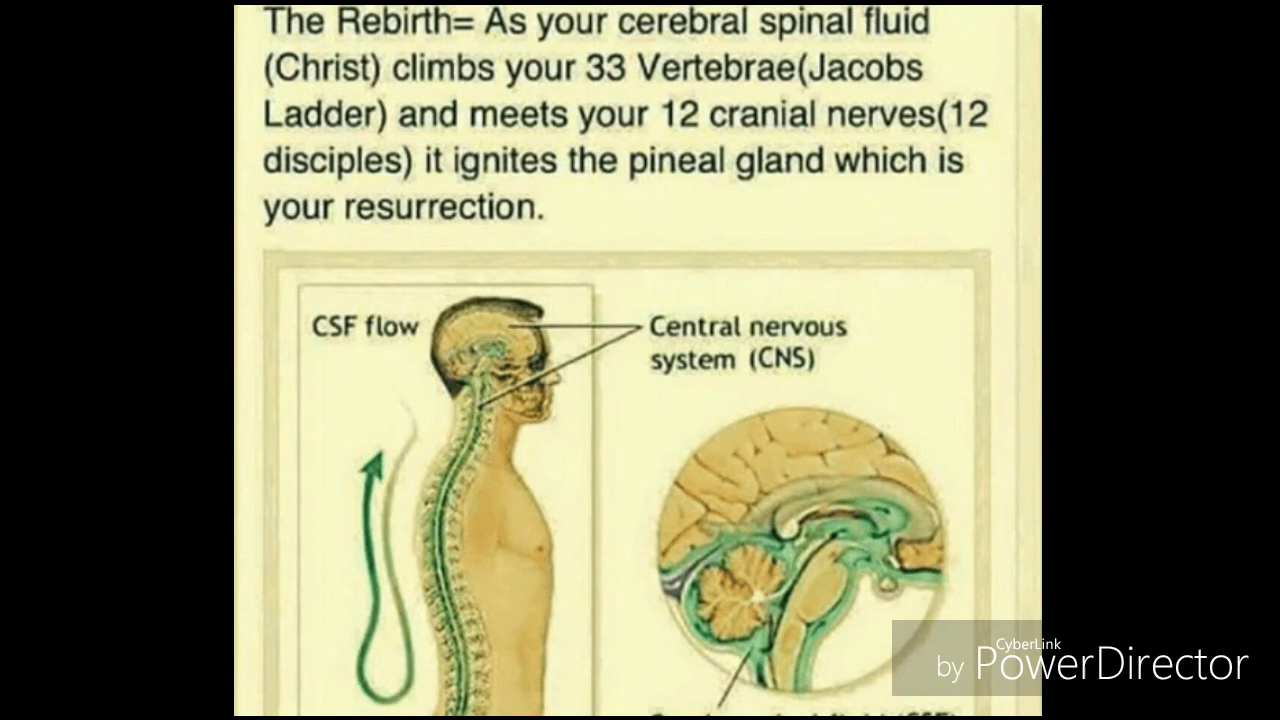 The Rebirth= As your cerebral spinal fluid
(Christ) climbs your 33 Vertebrae(Jacobs
Ladder) and meets your 12 cranial nerves(12
disciples) it ignites the pineal gland which is
your resurrection.
CSF flow
Central nervous
system (CNS)
CyberLink
by PowerDirector